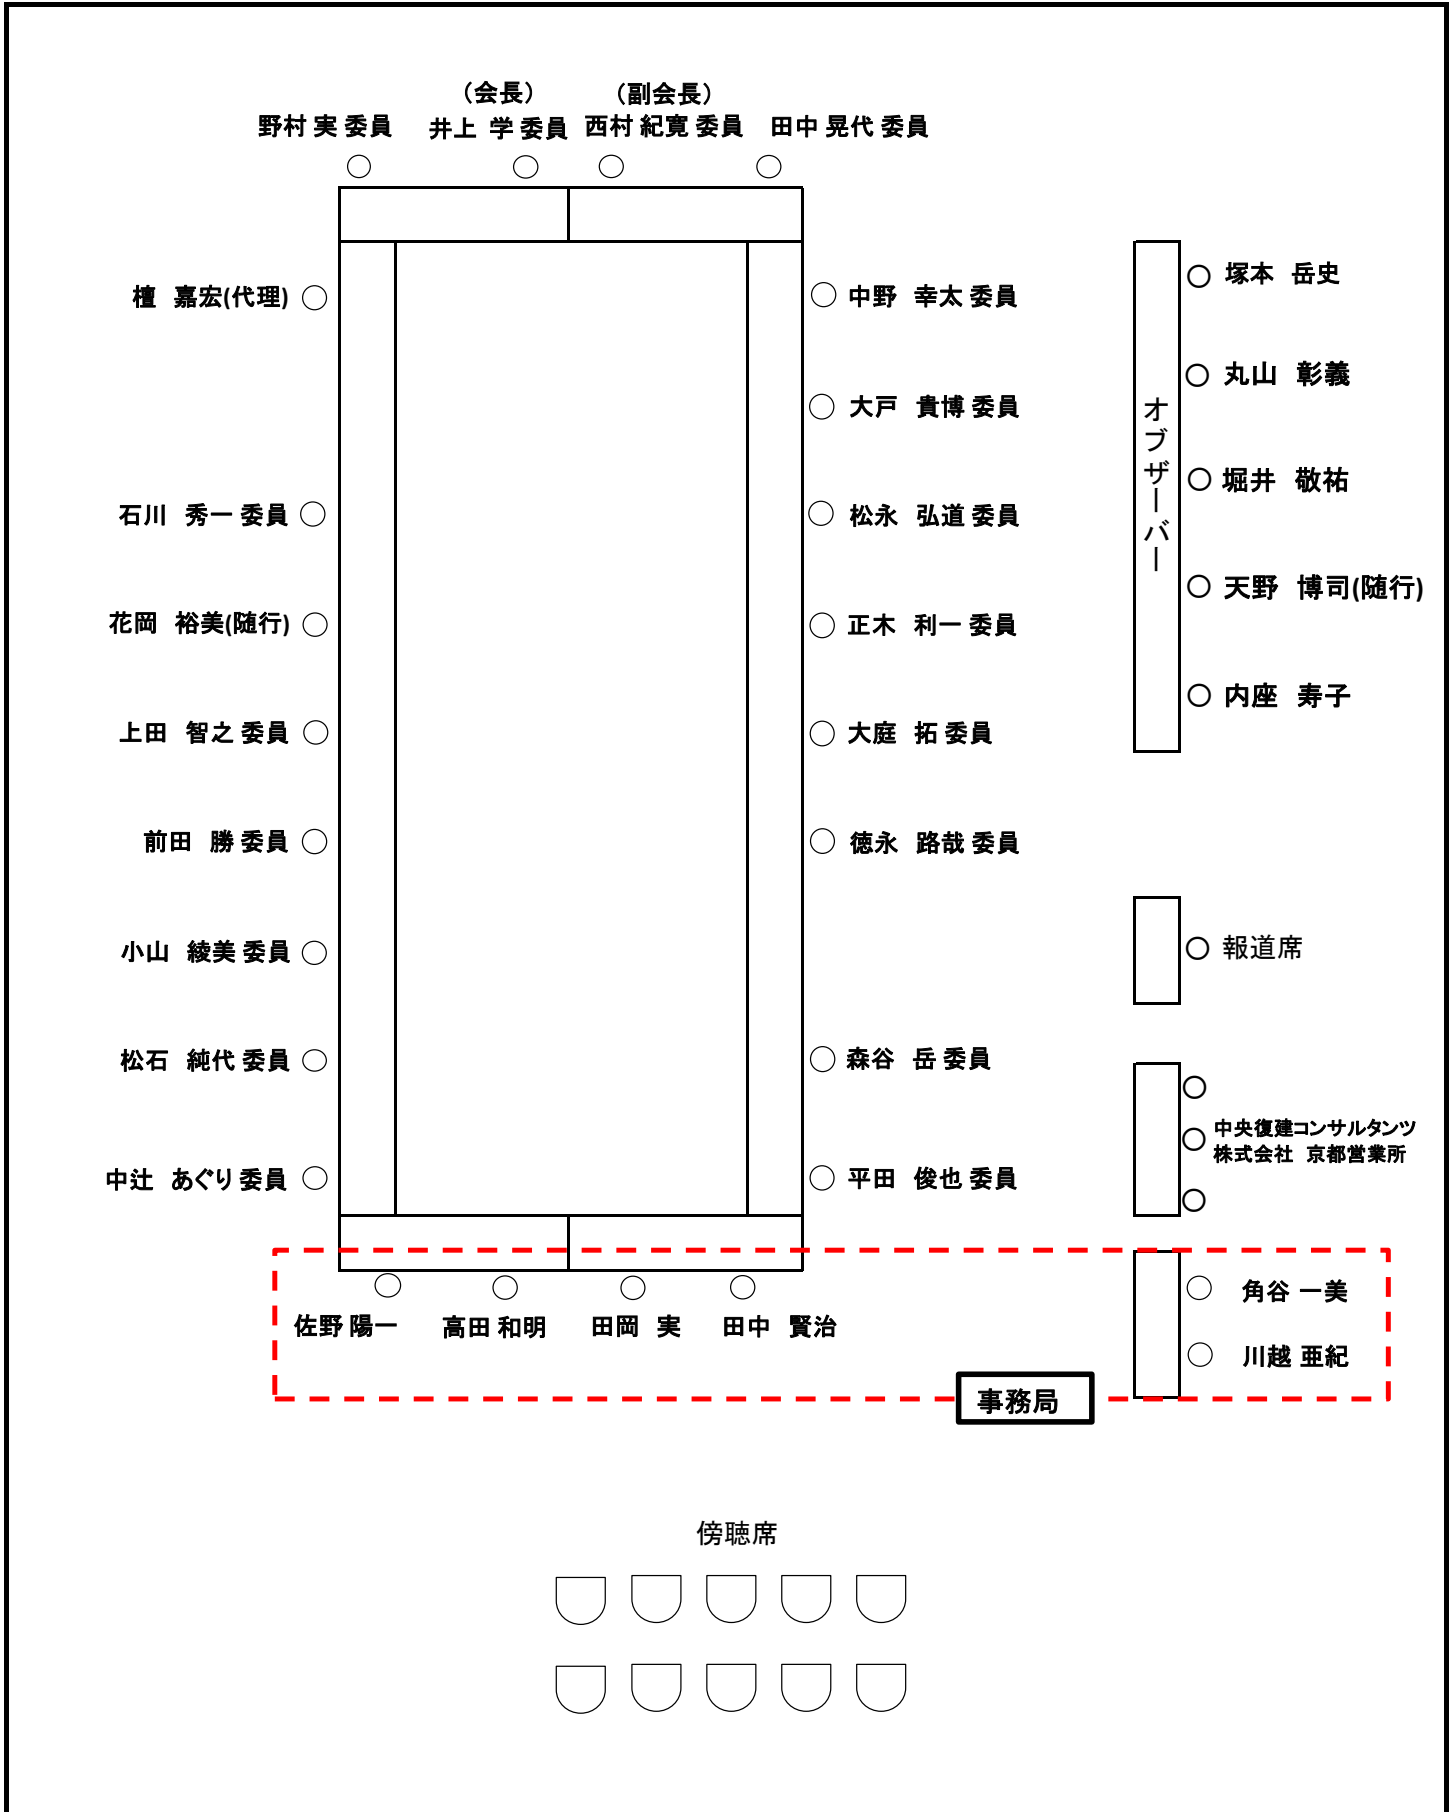 （会長）
（副会長）
野村 実 委員
井上 学 委員
西村 紀寛 委員
田中 晃代 委員
檀 嘉宏(代理)
石川 秀一 委員
花岡 裕美(随行)
上田 智之 委員
前田 勝 委員
小山 綾美 委員
松石 純代 委員
中辻 あぐり 委員
中野 幸太 委員
大戸 貴博 委員
松永 弘道 委員
正木 利一 委員
大庭 拓 委員
徳永 路哉 委員
森谷 岳 委員
平田 俊也 委員
オブザーバー
塚本 岳史
丸山 彰義
堀井 敬祐
天野 博司(随行)
内座 寿子
報道席
中央復建コンサルタンツ
株式会社 京都営業所
佐野 陽一
高田 和明
田岡 実
田中 賢治
角谷 一美
川越 亜紀
事務局
傍聴席